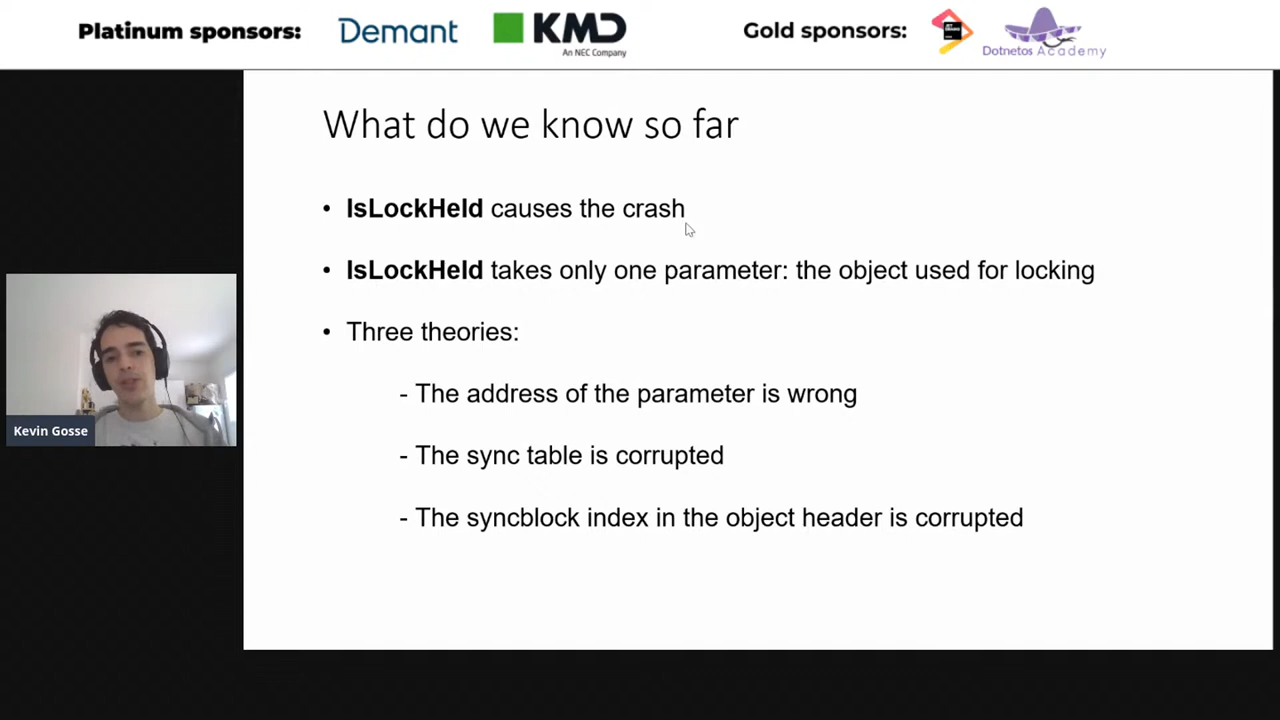 Platinum sponsors:
Demant
KMD
An NEC Company
Gold sponsors:
Dotnetos Academy
What do we know so far
• IsLockHeld causes the crash
• IsLockHeld takes only one parameter: the object used for locking
• Three theories:
- The address of the parameter is wrong
- The sync table is corrupted
- The syncblock index in the object header is corrupted
Kevin Gosse